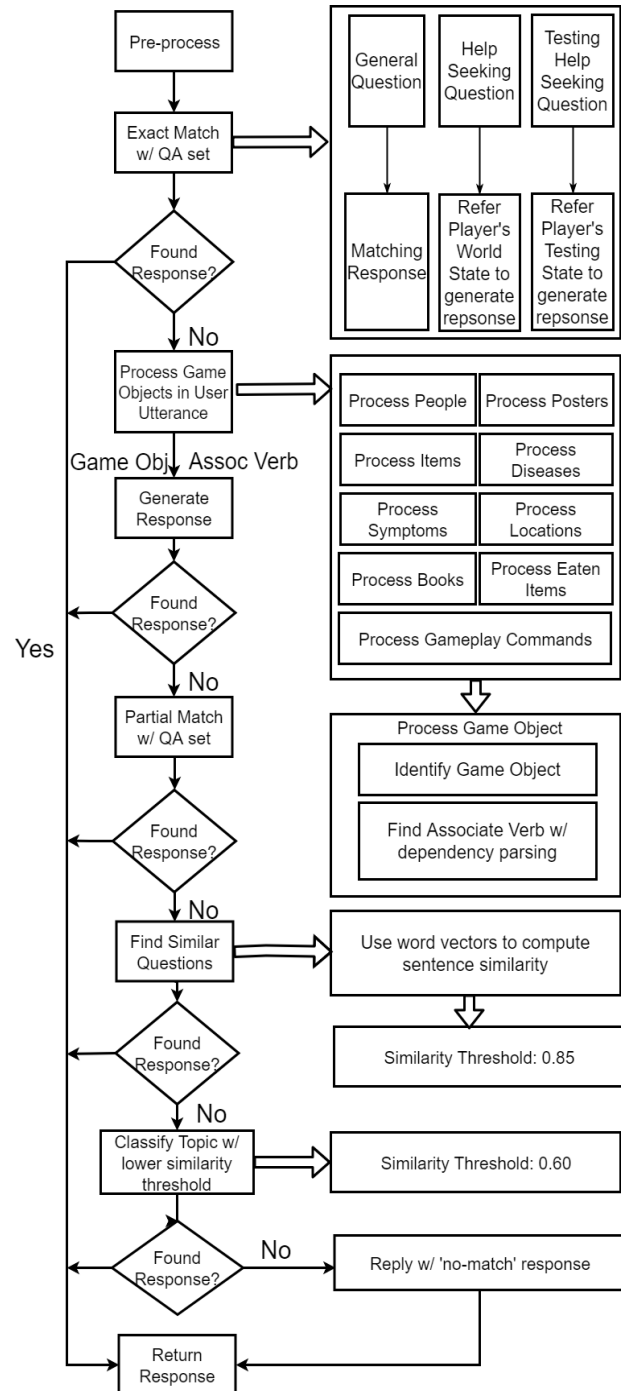 Pre-process
Exact Match
w/ QA set
General
Question
Help
Seeking
Question
Testing
Help
Seeking
Question
Matching
Response
Refer
Player's
World
State to
generate
repsonse
Refer
Player's
Testing
State to
generate
repsonse
Found
Response?
No
Process Game
Objects in User
Utterance
Process People
Process Posters
Process Items
Process
Diseases
Process
Symptoms
Process
Locations
Process Books
Process Eaten
Items
Process Gameplay Commands
Game Obj
Assoc Verb
Generate
Response
Found
Response?
Yes
No
Partial Match
w/ QA set
Process Game Object
Identify Game Object
Find Associate Verb w/
dependency parsing
Found
Response?
No
Find Similar
Questions
Use word vectors to compute
sentence similarity
Similarity Threshold: 0.85
Found
Response?
No
Classify Topic w/
lower similarity
threshold
Similarity Threshold: 0.60
Found
Response?
No
Reply w/ 'no-match' response
Return
Response